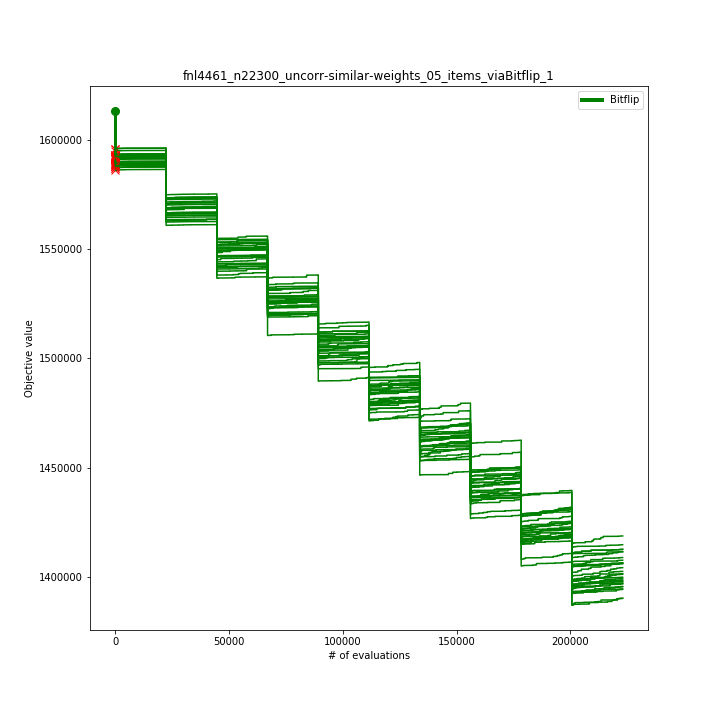 fnl4461_n22300_uncorr-similar-weights_05_items_viaBitflip_1
Bitflip
1600000
1550000
1500000
1450000
1400000
Objective value
0
50000
100000
150000
200000
# of evaluations